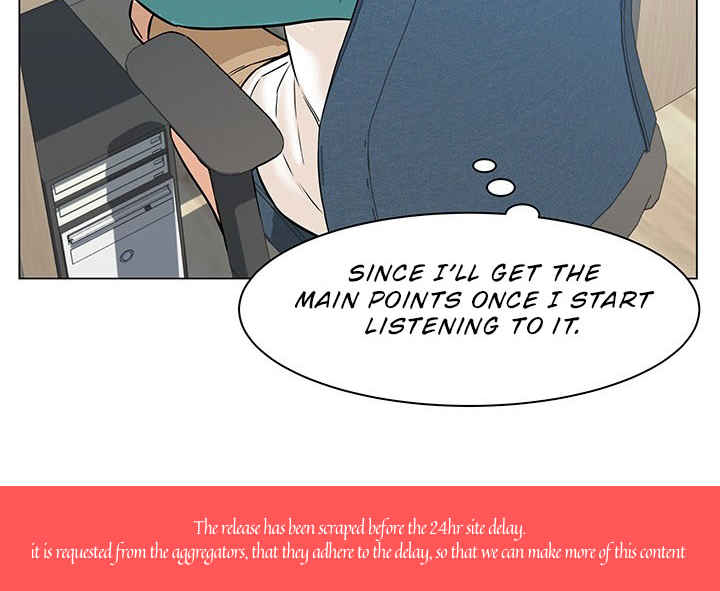 SINCE I'LL GET THE
MAIN POINTS ONCE I START
LISTENING TO IT.
The release has been scraped before the 24hr site delay.
it is requested from the aggregators, that they adhere to the delay, so that we can make more of this content